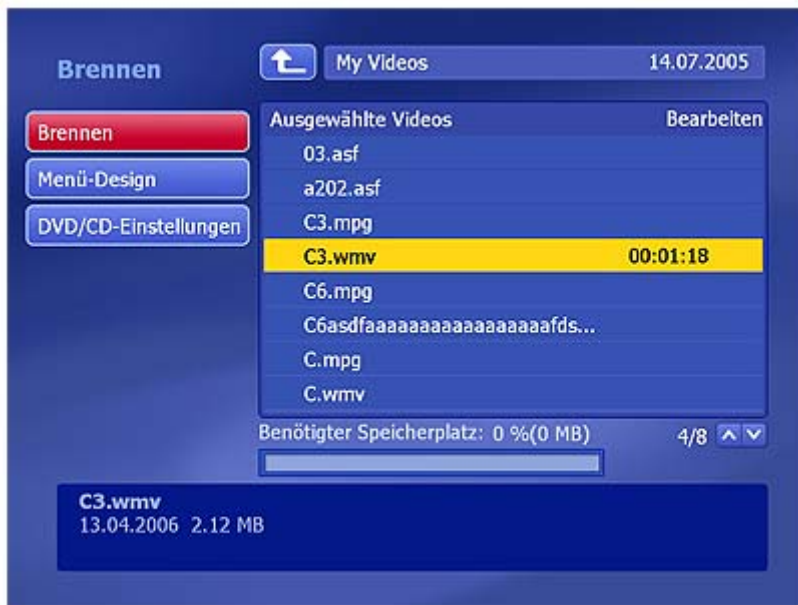 Brennen
My Videos 14.07.2005
Brennen
Menü-Design
DVD/CD-Einstellungen
Ausgewählte Videos Bearbeiten
03.asf
a202.asf
C3.mpg
C3.wmv 00:01:18
C6.mpg
C6asdfaaaaaaaaaaaaaaaaafds...
C.mpg
C.wmv
Benötigter Speicherplatz: 0 %(0 MB) 4/8
C3.wmv
13.04.2006 2.12 MB